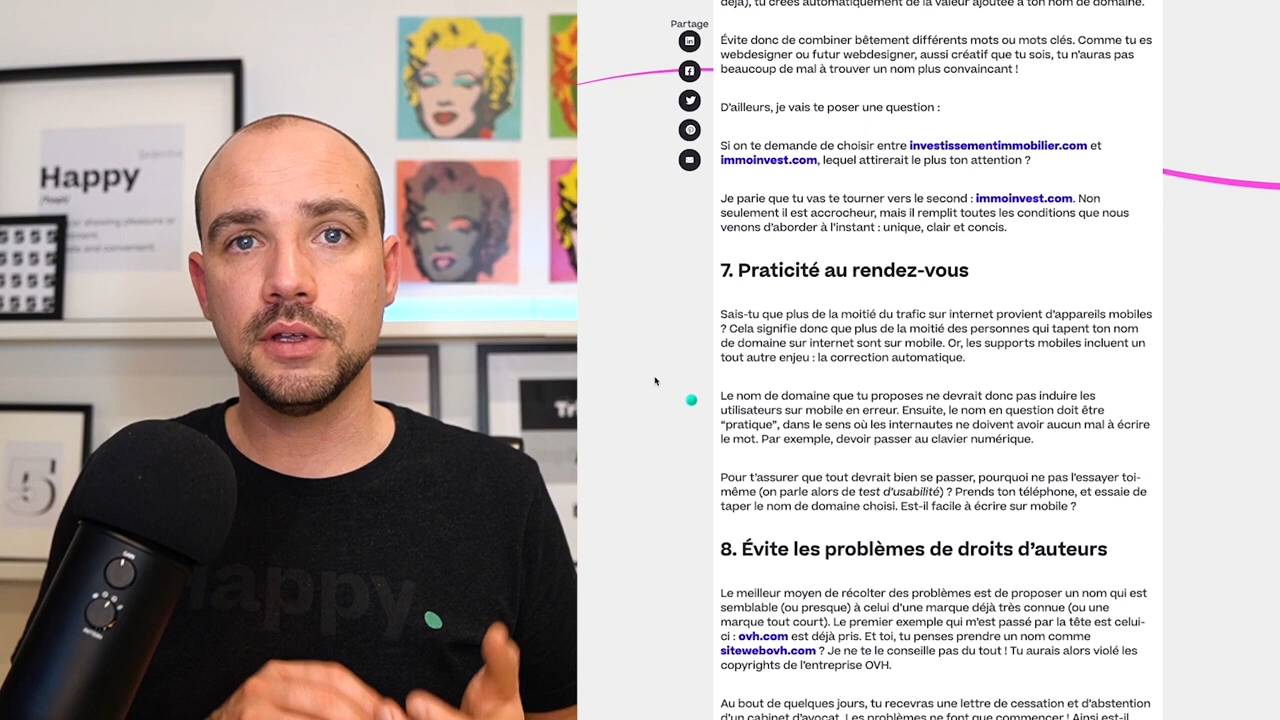 déjà), tu crées automatiquement de la valeur ajoutée à ton nom de domaine.
Partage
Évite donc de combiner bêtement différents mots ou mots clés. Comme tu es
webdesigner ou futur webdesigner, aussi créatif que tu sois, tu n’auras pas
beaucoup de mal à trouver un nom plus convaincant !
D’ailleurs, je vais te poser une question :
Si on te demande de choisir entre investissementimmobilier.com et
immoinvest.com, lequel attirerait le plus ton attention ?
Je parie que tu vas te tourner vers le second : immoinvest.com. Non
seulement il est accrocheur, mais il remplit toutes les conditions que nous
venons d’aborder à l’instant : unique, clair et concis.
7. Praticité au rendez-vous
Sais-tu que plus de la moitié du trafic sur internet provient d’appareils mobiles
? Cela signifie donc que plus de la moitié des personnes qui tapent ton nom
de domaine sur internet sont sur mobile. Or, les supports mobiles incluent un
tout autre enjeu : la correction automatique.
Le nom de domaine que tu proposes ne devrait donc pas induire les
utilisateurs sur mobile en erreur. Ensuite, le nom en question doit être
“pratique”, dans le sens où les internautes ne doivent avoir aucun mal à écrire
le mot. Par exemple, devoir passer au clavier numérique.
Pour t’assurer que tout devrait bien se passer, pourquoi ne pas l’essayer toi-
même (on parle alors de test d’usabilité) ? Prends ton téléphone, et essaie de
taper le nom de domaine choisi. Est-il facile à écrire sur mobile ?
8. Évite les problèmes de droits d’auteurs
Le meilleur moyen de récolter des problèmes est de proposer un nom qui est
semblable (ou presque) à celui d’une marque déjà très connue (ou une
marque tout court). Le premier exemple qui m’est passé par la tête est celui-
ci : ovh.com est déjà pris. Et toi, tu penses prendre un nom comme
sitewebovh.com ? Je ne te le conseille pas du tout ! Tu aurais alors violé les
copyrights de l’entreprise OVH.
Au bout de quelques jours, tu recevras une lettre de cessation et d’abstention
d’un cabinet d’avocat. Les problèmes ne font que commencer ! Ainsi est-il
Happy
or showing pleasure or
and convenient.
5
Happy.
GAIN
PATTERN